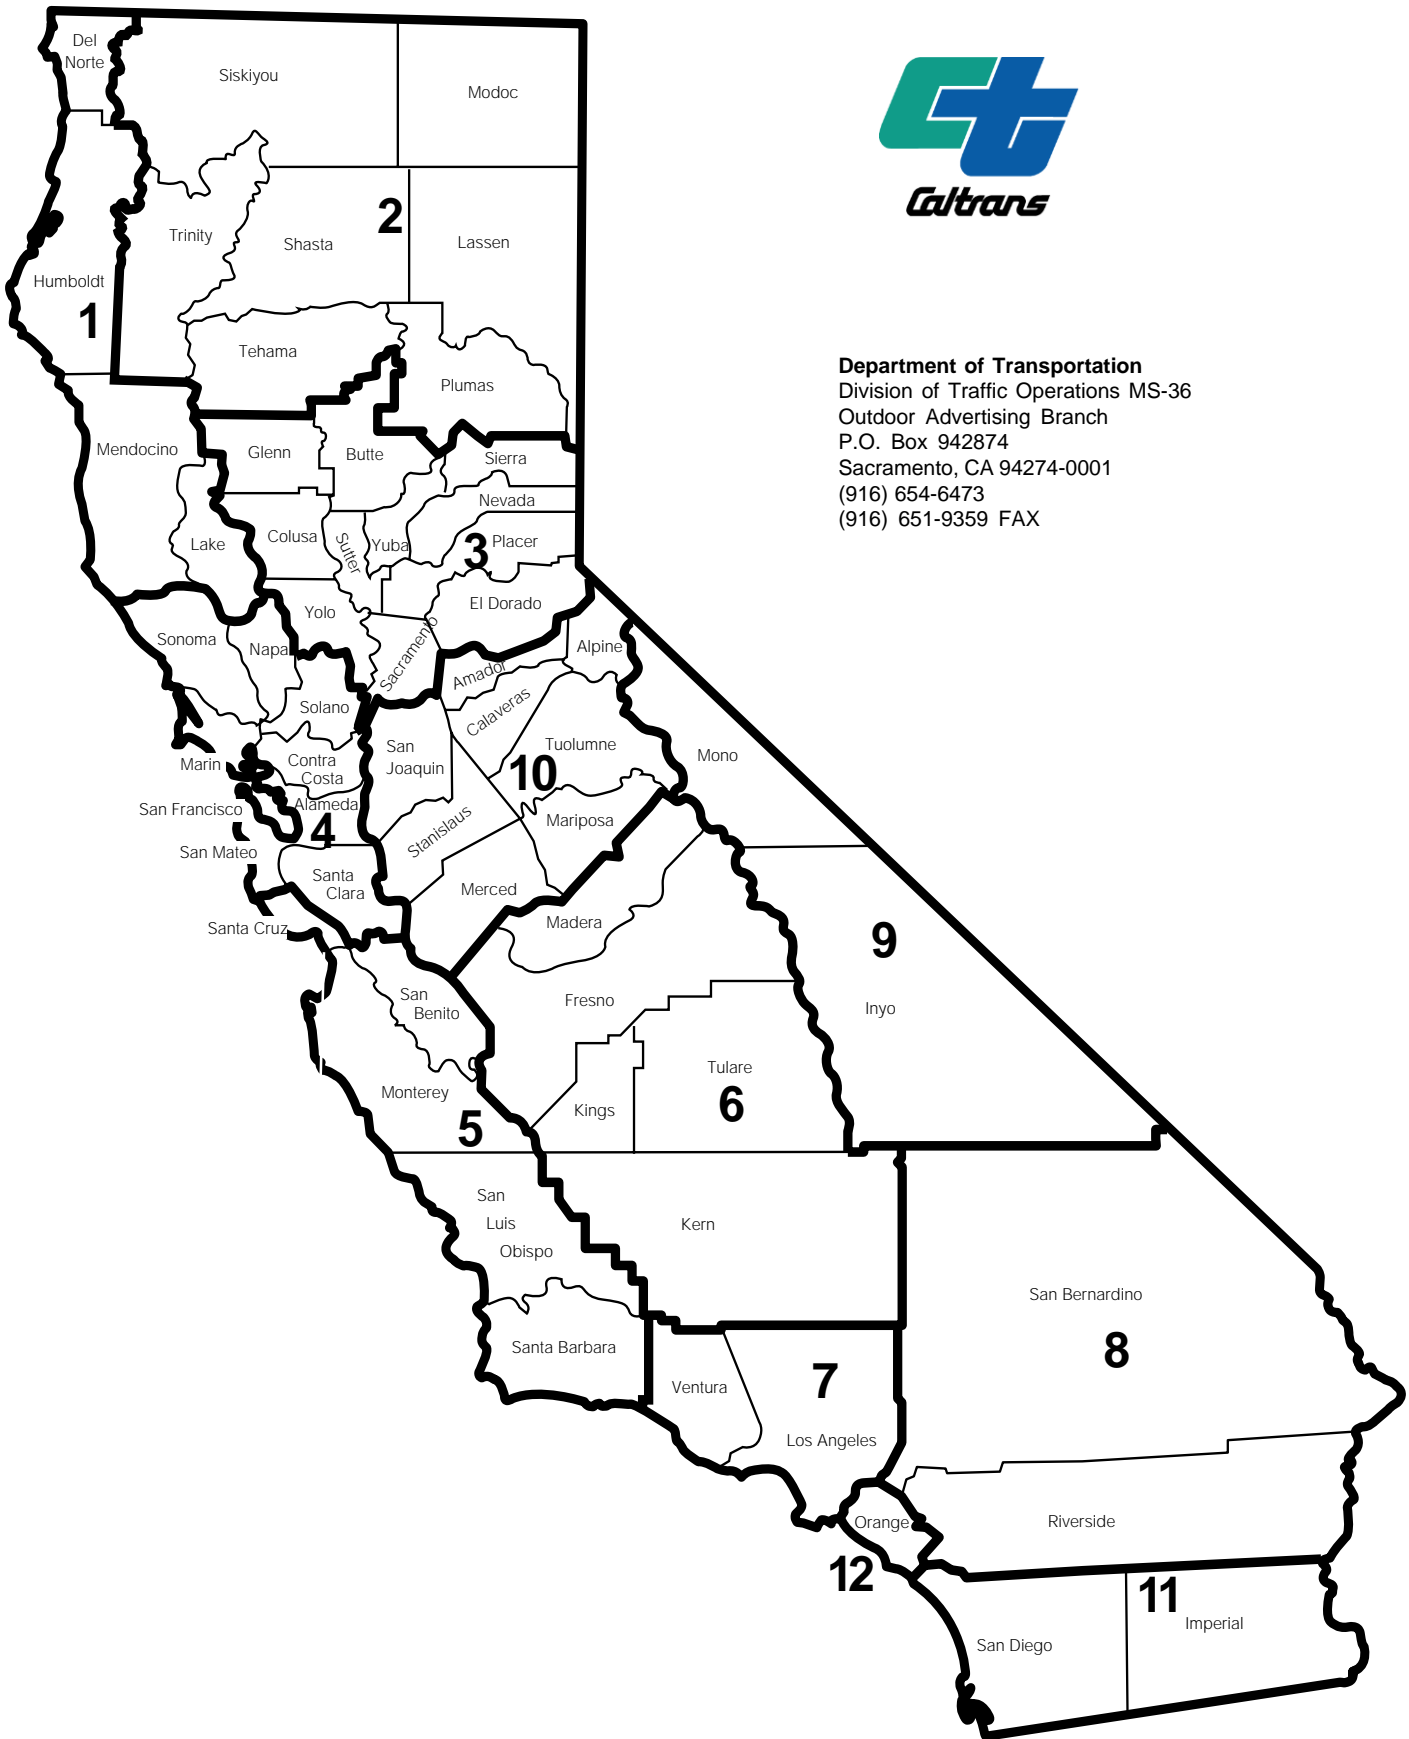 Del
Norte
Siskiyou
Modoc
Caltrans
2
Trinity
Shasta
Lassen
Humboldt
1
Tehama
Plumas
Department of Transportation
Division of Traffic Operations MS-36
Outdoor Advertising Branch
P.O. Box 942874
Sacramento, CA 94274-0001
(916) 654-6473
(916) 651-9359 FAX
Mendocino
Glenn
Butte
Sierra
Nevada
Lake
Colusa
Sutter
Yuba
3
Placer
Yolo
El Dorado
Sonoma
Napa
Sacramento
Alpine
Amador
Solano
Calaveras
Marin
Contra
Costa
San
Joaquin
Tuolumne
10
Mono
San Francisco
Alameda
4
Stanislaus
Mariposa
San Mateo
Santa
Clara
Merced
Santa Cruz
Madera
9
San
Benito
Fresno
Inyo
Monterey
5
Kings
Tulare
6
San
Luis
Obispo
Kern
San Bernardino
8
Santa Barbara
Ventura
7
Los Angeles
Orange
12
Riverside
11
San Diego
Imperial